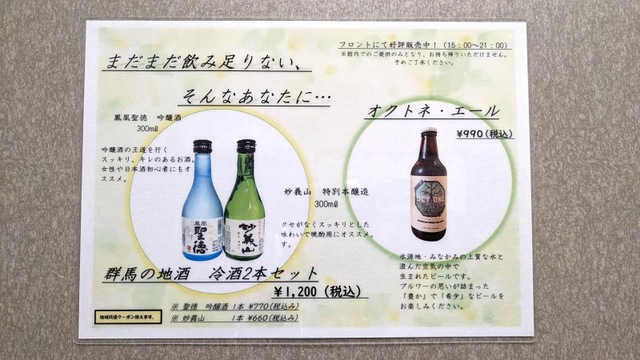 まだまだ飲み足りない、
そんなあなたに…
フロントにて好評販売中！(15：00～21：00)
※館内でのご提供のみとなり、お持ち帰りいただけません。
予めご了承ください。
鳳凰聖徳　吟醸酒
300㎖
吟醸酒の王道を行く
スッキリ、キレのあるお酒。
女性や日本酒初心者にもオ
ススメ。
聖徳
妙義山
妙義山　特別本醸造
300㎖
クセがなくスッキリとした
味わいで晩酌用にオススメで
す。
群馬の地酒　冷酒2本セット
￥1,200（税込）
※ 聖徳　吟醸酒 1本 ¥770(税込み)
※ 妙義山　　　1本 ¥660(税込み)
地域共通クーポン使えます。
オクトネ・エール
¥990(税込)
OCT ONE
水源地・みなかみの上質な水と
澄んだ空気の中で
生まれたビールです。
ブルワーの思いが詰まった
“豊か”で“希少”なビールを
お楽しみください。